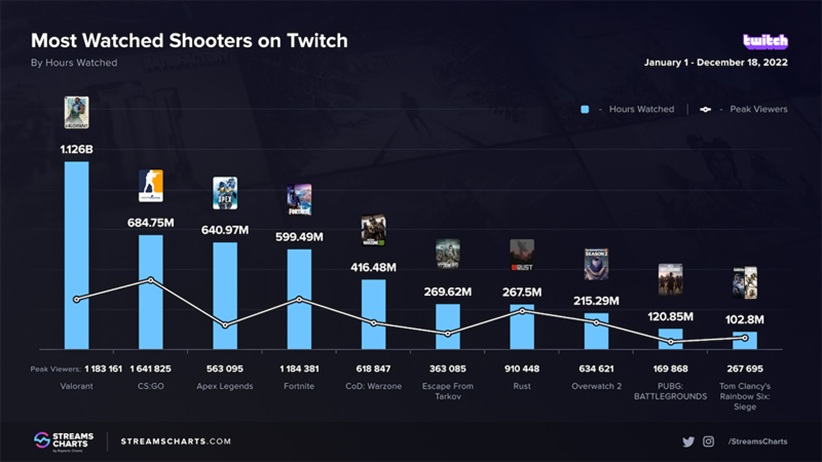 Most Watched Shooters on Twitch
By Hours Watched
twitch
January 1 - December 18, 2022
- Hours Watched
- Peak Viewers
1.126B
684.75M
640.97M
599.49M
416.48M
269.62M
267.5M
215.29M
120.85M
102.8M
APEX
FORTNITE
RUST
Peak Viewers: 1 183 161 1 641 825 563 095 1 184 381 618 847 363 085 910 448 634 621 169 868 267 695
Valorant CS:GO Apex Legends Fortnite CoD: Warzone Escape From Rust Overwatch 2 PUBG: Tom Clancy's
Tarkov BATTLEGROUNDS Rainbow Six:
Siege
STREAMS
CHARTS
STREAMSCHARTS.COM
/StreamsCharts